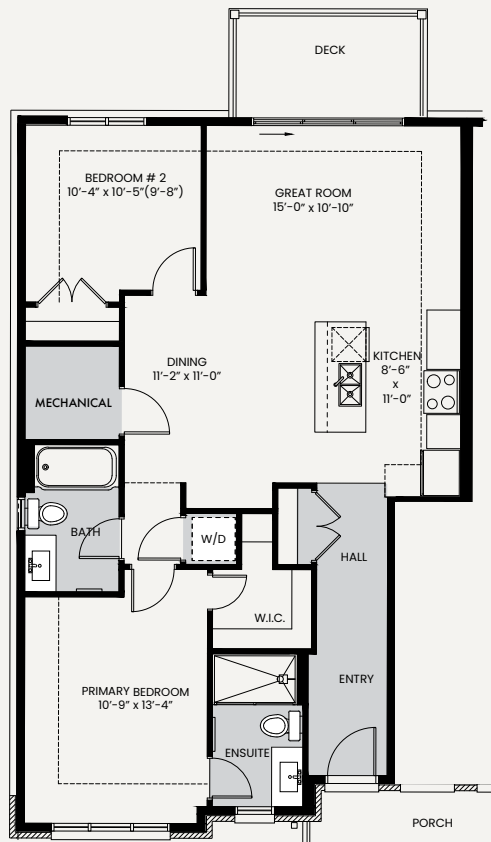 DECK
BEDROOM # 2
10'-4" x 10'-5"(9'-8")
GREAT ROOM
15'-0" x 10'-10"
DINING
11'-2" x 11'-0"
KITCHEN
8'-6"
x
11'-0"
MECHANICAL
BATH
W/D
HALL
W.I.C.
ENTRY
PRIMARY BEDROOM
10'-9" x 13'-4"
ENSUITE
PORCH